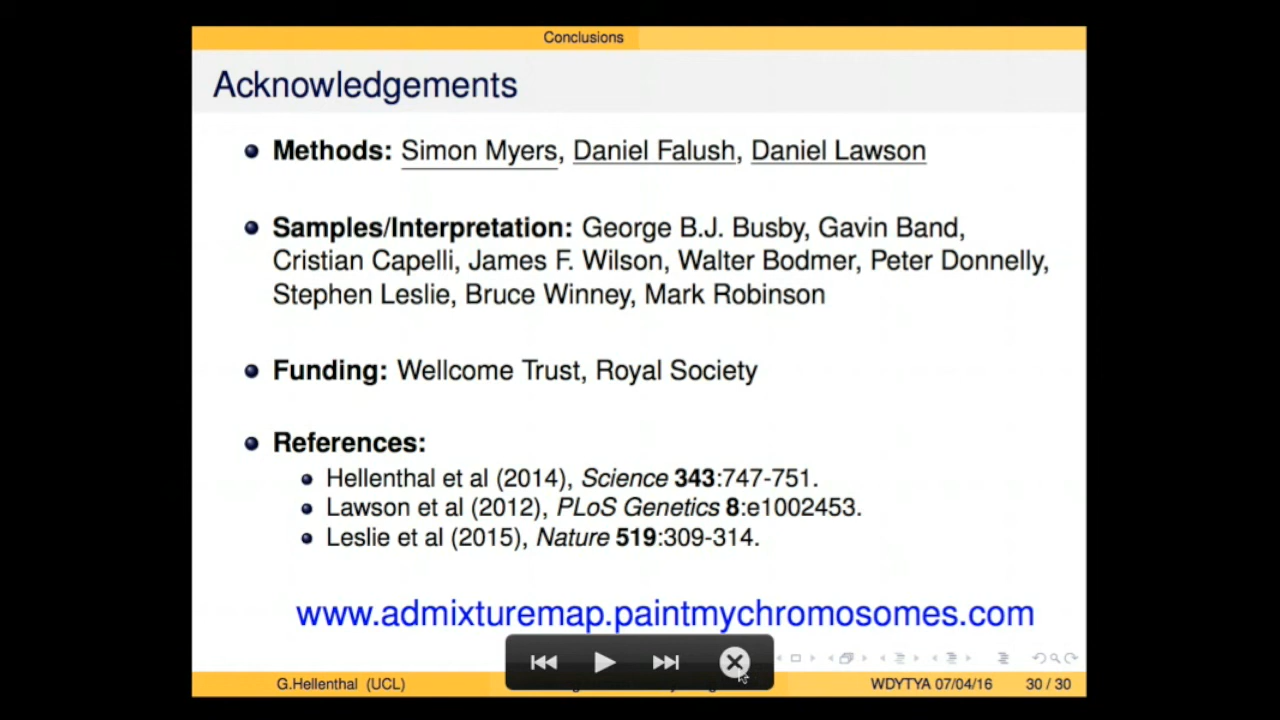 Conclusions
Acknowledgements
Methods: Simon Myers, Daniel Falush, Daniel Lawson
Samples/Interpretation: George B.J. Busby, Gavin Band,
Cristian Capelli, James F. Wilson, Walter Bodmer, Peter Donnelly,
Stephen Leslie, Bruce Winney, Mark Robinson
Funding: Wellcome Trust, Royal Society
References:
Hellenthal et al (2014), Science 343:747-751.
Lawson et al (2012), PLoS Genetics 8:e1002453.
Leslie et al (2015), Nature 519:309-314.
www.admixturemap.paintmychromosomes.com
G.Hellenthal (UCL) WDYTYA 07/04/16 30 / 30